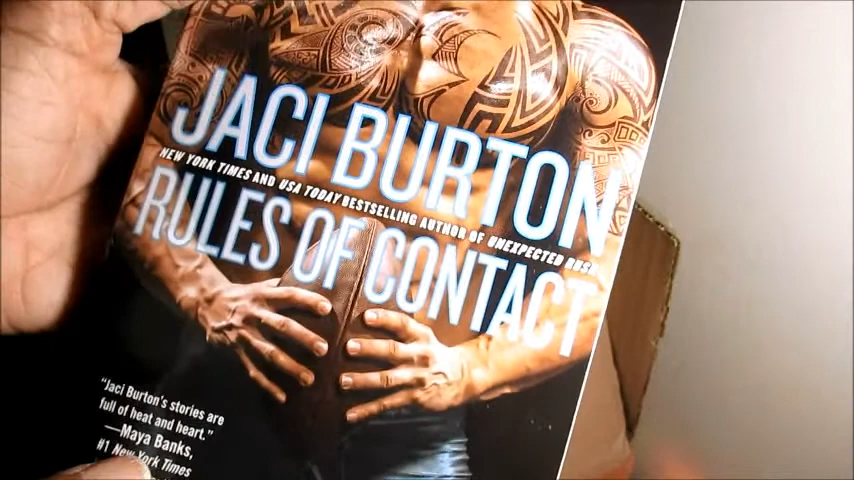 JACI BURTON
NEW YORK TIMES AND USA TODAY BESTSELLING AUTHOR OF UNEXPECTED RUSH
RULES OF CONTACT
"Jaci Burton's stories are
full of heat and heart."
—Maya Banks,
#1 New York Times